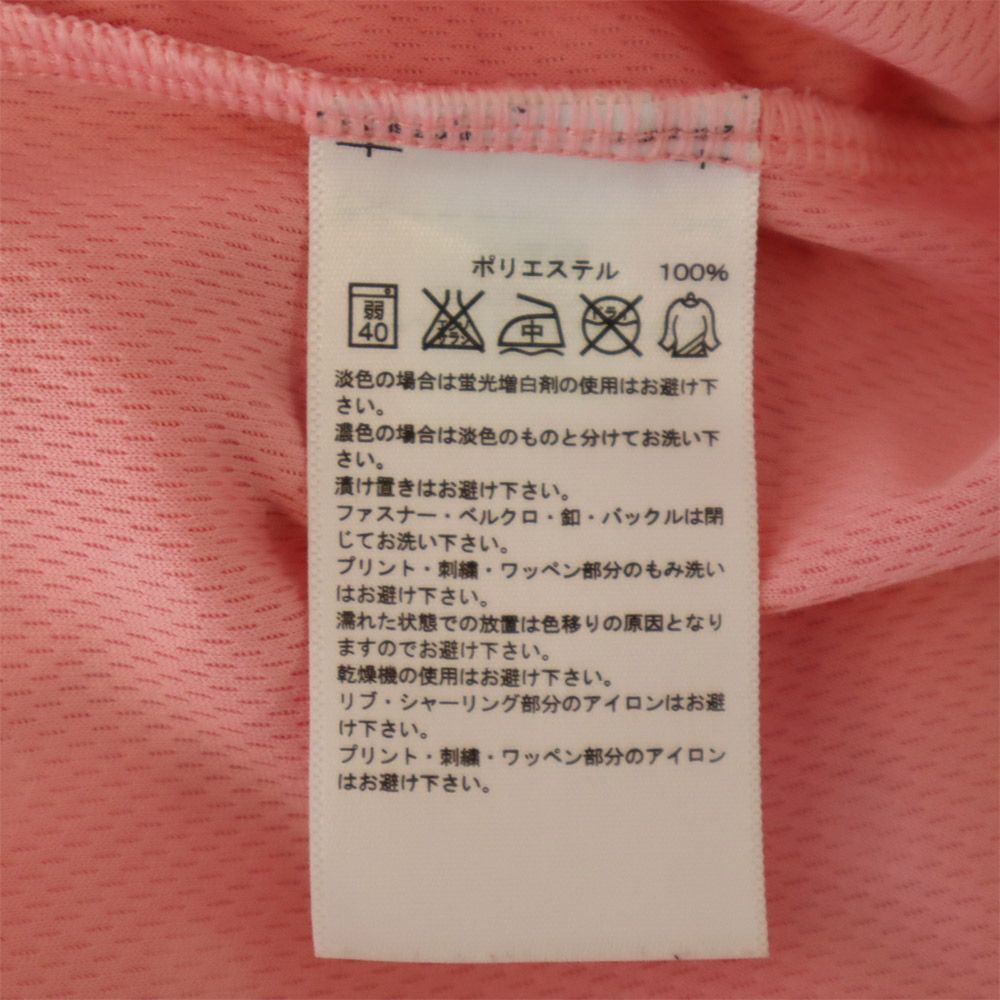 ポリエステル 100%
弱
40
エンソ
サラシ
中
ドライ
淡色の場合は蛍光増白剤の使用はお避け下
さい。
濃色の場合は淡色のものと分けてお洗い下
さい。
漬け置きはお避け下さい。
ファスナー・ベルクロ・釦・バックルは閉
じてお洗い下さい。
プリント・刺繍・ワッペン部分のもみ洗い
はお避け下さい。
濡れた状態での放置は色移りの原因となり
ますのでお避け下さい。
乾燥機の使用はお避け下さい。
リブ・シャーリング部分のアイロンはお避
け下さい。
プリント・刺繍・ワッペン部分のアイロン
はお避け下さい。